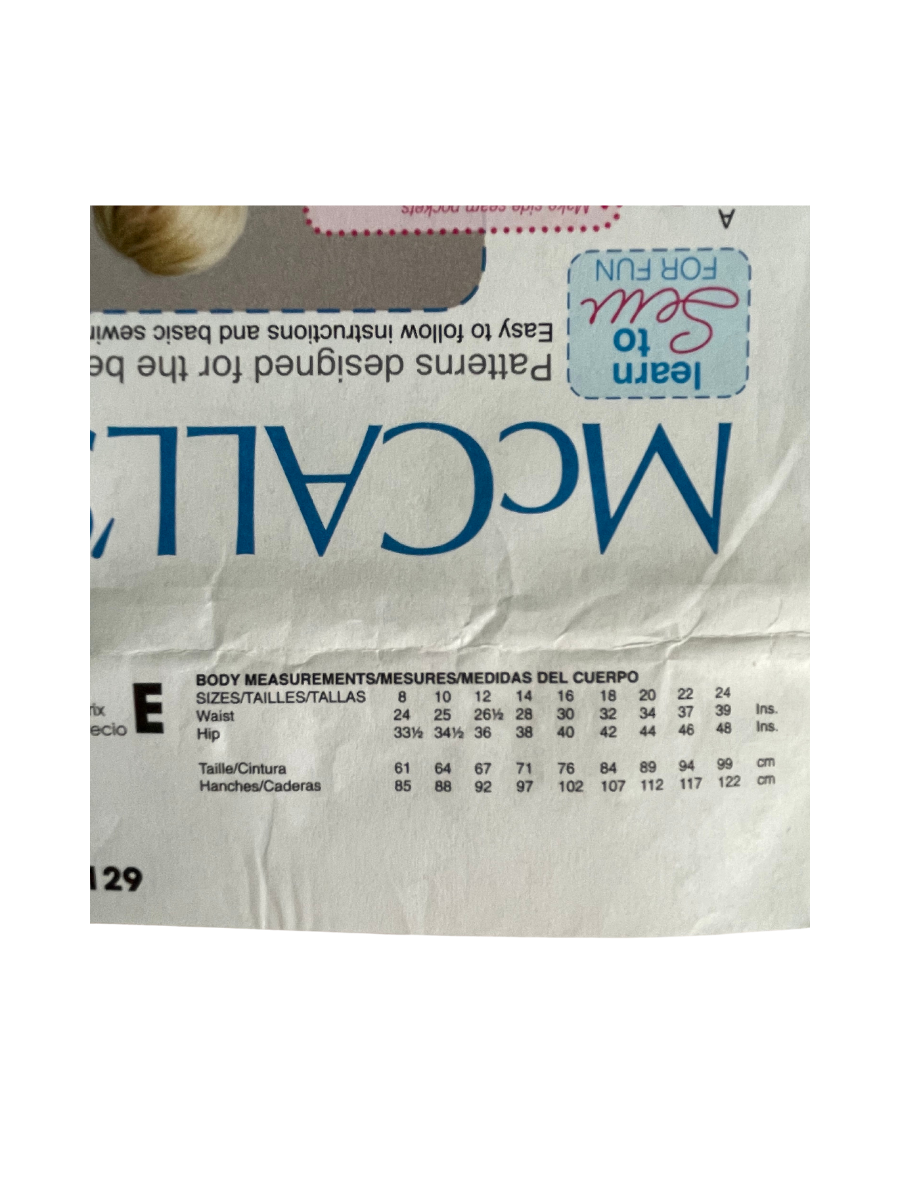 Make side seam pockets
A
learn
to
Sew
FOR FUN
Easy to follow instructions and basic
Patterns designed for the
McCALL'
E
BODY MEASUREMENTS/MESURES/MEDIDAS DEL CUERPO
SIZES/TAILLES/TALLAS 8 10 12 14 16 18 20 22 24
Waist 24 25 26½ 28 30 32 34 37 39 Ins.
Hip 33½ 34½ 36 38 40 42 44 46 48 Ins.
Taille/Cintura 61 64 67 71 76 84 89 94 99 cm
Hanches/Caderas 85 88 92 97 102 107 112 117 122 cm
129